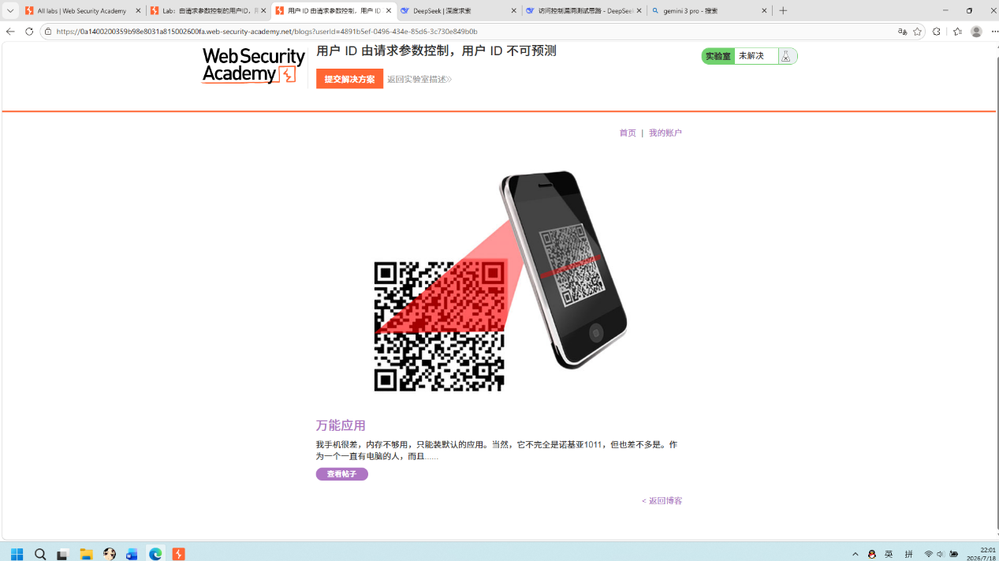 All labs | Web Security Academy
Lab：由请求参数控制的用户ID，用
用户 ID 由请求参数控制，用户 ID
DeepSeek | 深度求索
访问控制漏洞测试思路 - DeepSeek
gemini 3 pro - 搜索
https://0a1400200359b98e8031a815002600fa.web-security-academy.net/blogs?userId=4891b5ef-0496-434e-85d6-3c730e849b0b
Web Security
Academy
用户 ID 由请求参数控制，用户 ID 不可预测
提交解决方案
返回实验室描述
实验室
未解决
首页 | 我的账户
万能应用
我手机很差，内存不够用，只能装默认的应用。当然，它不完全是诺基亚1011，但也差不多是。作
为一个一直有电脑的人，而且......
查看帖子
< 返回博客
英
拼
22:01
2026/7/18